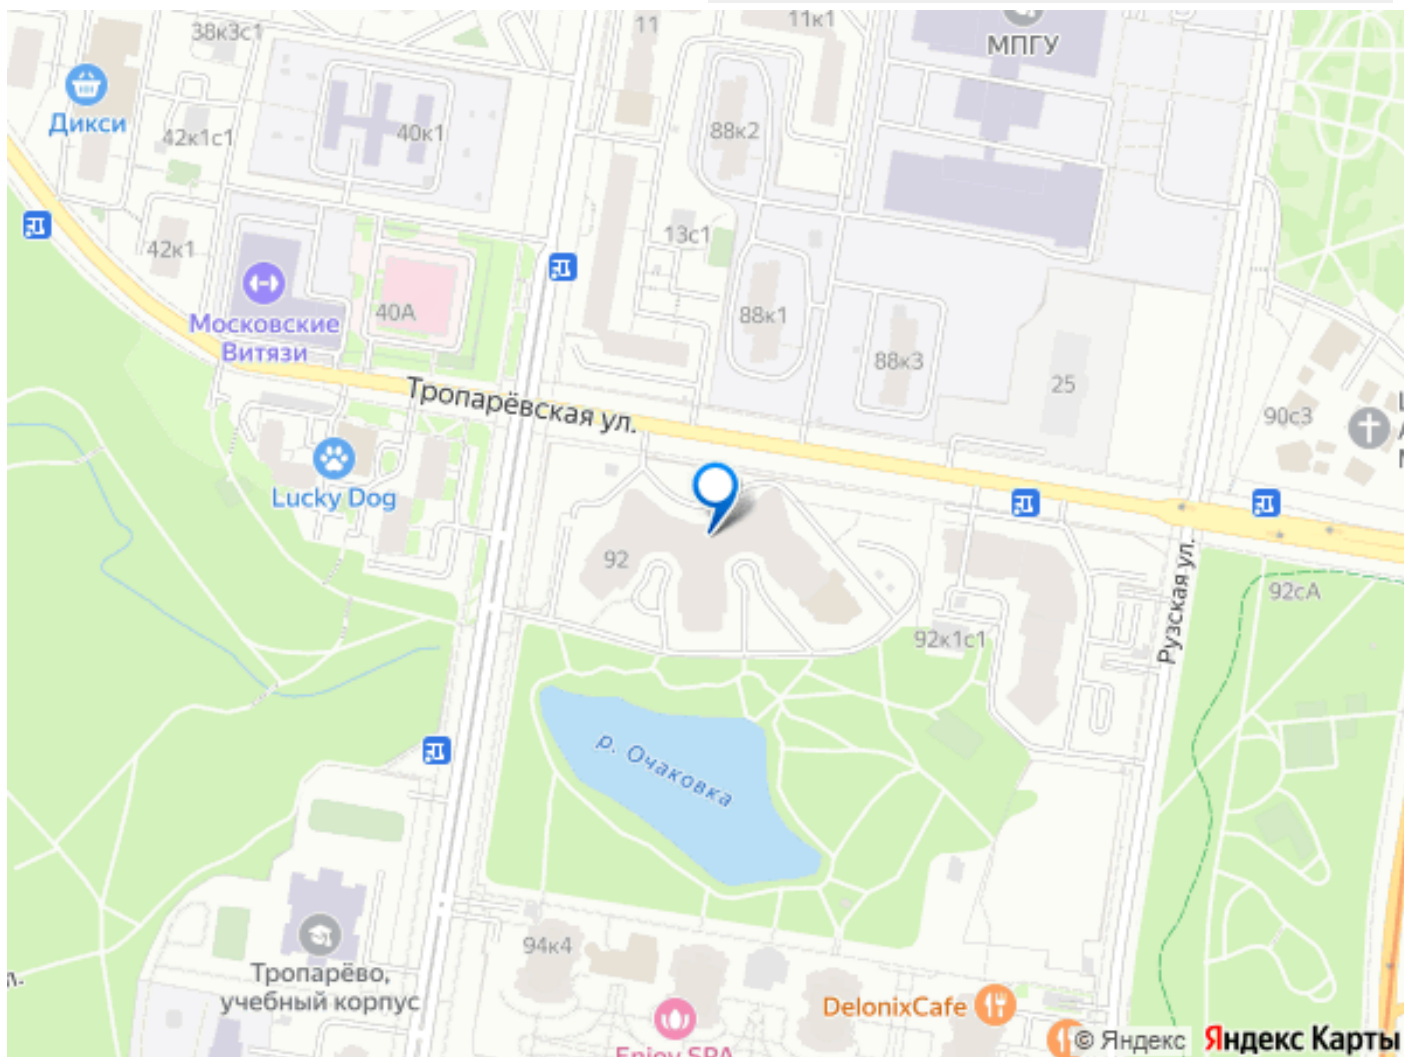 38к3с1
11
11к1
МПГУ
Дикси
42к1с1
40к1
88к2
42к1
13с1
40А
Московские
Витязи
88к1
88к3
25
Тропарёвская ул.
90с3
Lucky Dog
92
Рузская ул.
92сА
92к1с1
р. Очаковка
94к4
Тропарёво,
учебный корпус
DelonixCafe
Enjoy SPA
© Яндекс
Яндекс Карты